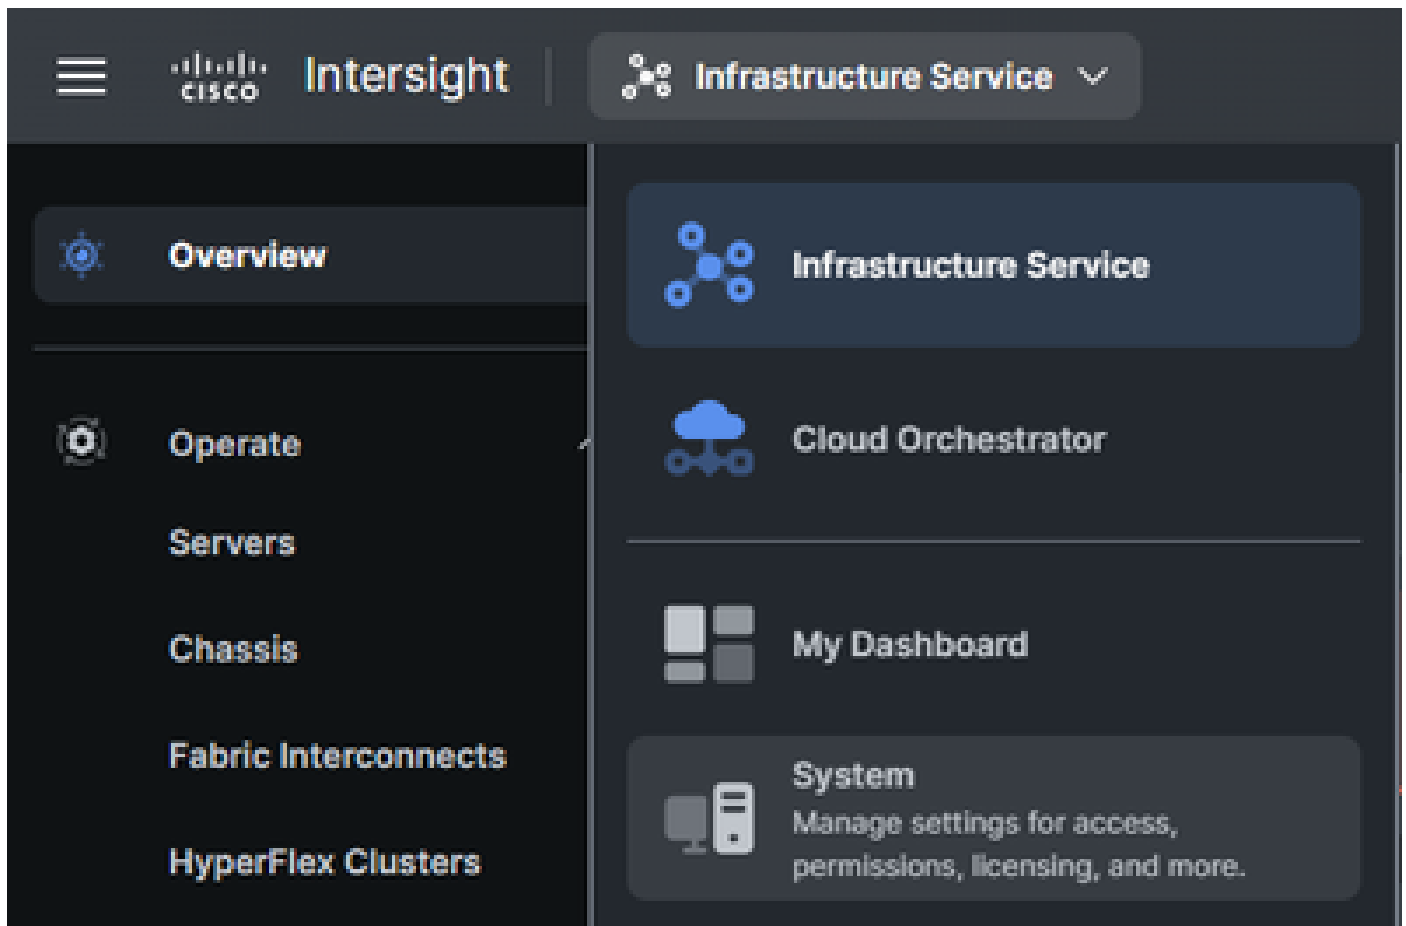 CISCO Intersight Infrastructure Service
Overview
Operate
Servers
Chassis
Fabric Interconnects
HyperFlex Clusters
Infrastructure Service
Cloud Orchestrator
My Dashboard
System
Manage settings for access,
permissions, licensing, and more.